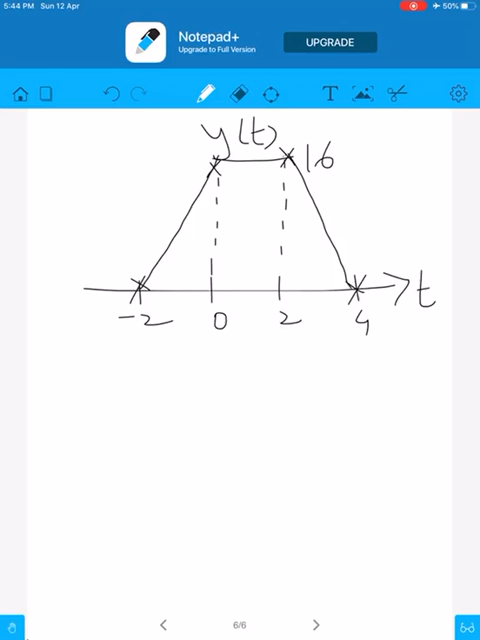 5:44 PM Sun 12 Apr 50%
Notepad+
Upgrade to Full Version
UPGRADE
T
y(t)
16
-2 0 2 4 t
6/6